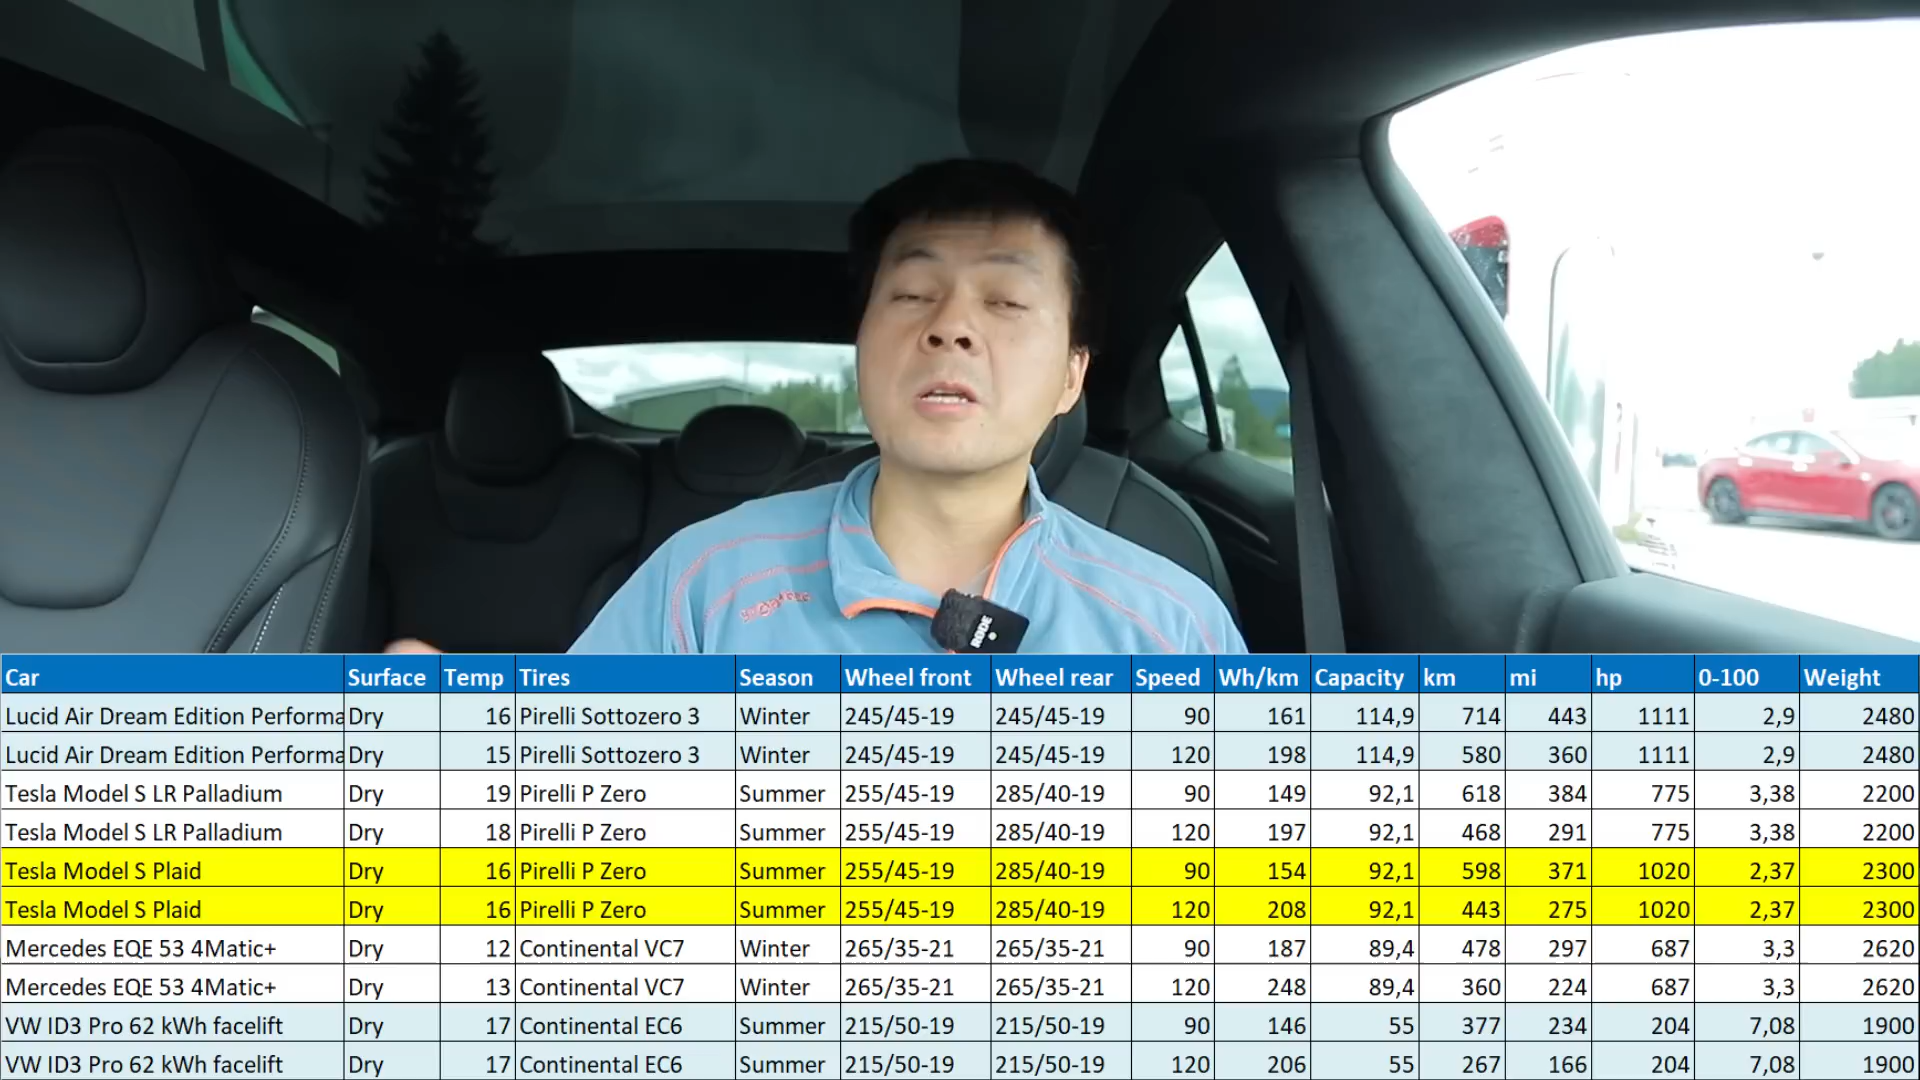 RØDE
Car Surface Temp Tires Season Wheel front Wheel rear Speed Wh/km Capacity km mi hp 0-100 Weight
Lucid Air Dream Edition Performa Dry 16 Pirelli Sottozero 3 Winter 245/45-19 245/45-19 90 161 114,9 714 443 1111 2,9 2480
Lucid Air Dream Edition Performa Dry 15 Pirelli Sottozero 3 Winter 245/45-19 245/45-19 120 198 114,9 580 360 1111 2,9 2480
Tesla Model S LR Palladium Dry 19 Pirelli P Zero Summer 255/45-19 285/40-19 90 149 92,1 618 384 775 3,38 2200
Tesla Model S LR Palladium Dry 18 Pirelli P Zero Summer 255/45-19 285/40-19 120 197 92,1 468 291 775 3,38 2200
Tesla Model S Plaid Dry 16 Pirelli P Zero Summer 255/45-19 285/40-19 90 154 92,1 598 371 1020 2,37 2300
Tesla Model S Plaid Dry 16 Pirelli P Zero Summer 255/45-19 285/40-19 120 208 92,1 443 275 1020 2,37 2300
Mercedes EQE 53 4Matic+ Dry 12 Continental VC7 Winter 265/35-21 265/35-21 90 187 89,4 478 297 687 3,3 2620
Mercedes EQE 53 4Matic+ Dry 13 Continental VC7 Winter 265/35-21 265/35-21 120 248 89,4 360 224 687 3,3 2620
VW ID3 Pro 62 kWh facelift Dry 17 Continental EC6 Summer 215/50-19 215/50-19 90 146 55 377 234 204 7,08 1900
VW ID3 Pro 62 kWh facelift Dry 17 Continental EC6 Summer 215/50-19 215/50-19 120 206 55 267 166 204 7,08 1900